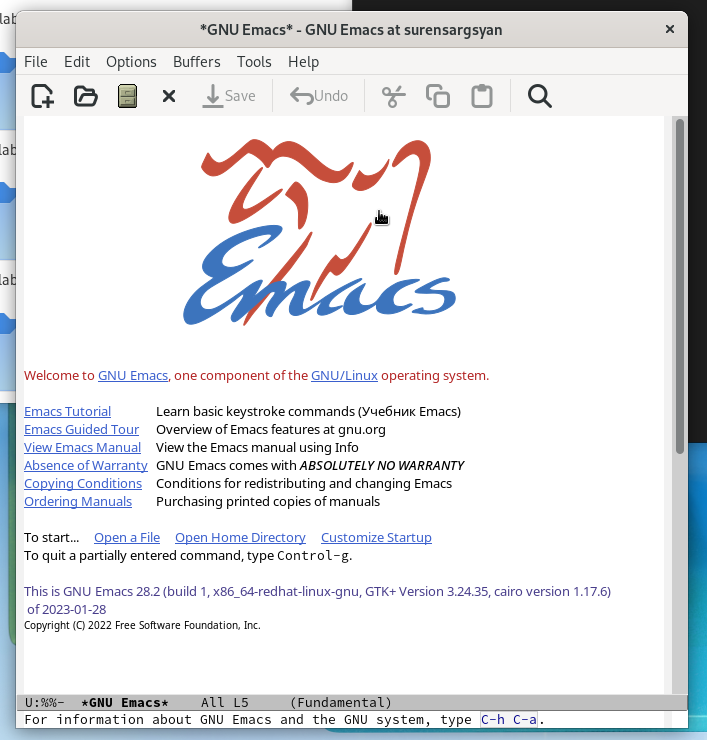 lab
*GNU Emacs* - GNU Emacs at surensargsyan
File Edit Options Buffers Tools Help
Save Undo
lab
lab
Emacs
Welcome to GNU Emacs, one component of the GNU/Linux operating system.
Emacs Tutorial Learn basic keystroke commands (Учебник Emacs)
Emacs Guided Tour Overview of Emacs features at gnu.org
View Emacs Manual View the Emacs manual using Info
Absence of Warranty GNU Emacs comes with ABSOLUTELY NO WARRANTY
Copying Conditions Conditions for redistributing and changing Emacs
Ordering Manuals Purchasing printed copies of manuals
To start... Open a File Open Home Directory Customize Startup
To quit a partially entered command, type Control-g.
This is GNU Emacs 28.2 (build 1, x86_64-redhat-linux-gnu, GTK+ Version 3.24.35, cairo version 1.17.6)
of 2023-01-28
Copyright (C) 2022 Free Software Foundation, Inc.
U:%%- *GNU Emacs* All L5 (Fundamental)
For information about GNU Emacs and the GNU system, type C-h C-a.